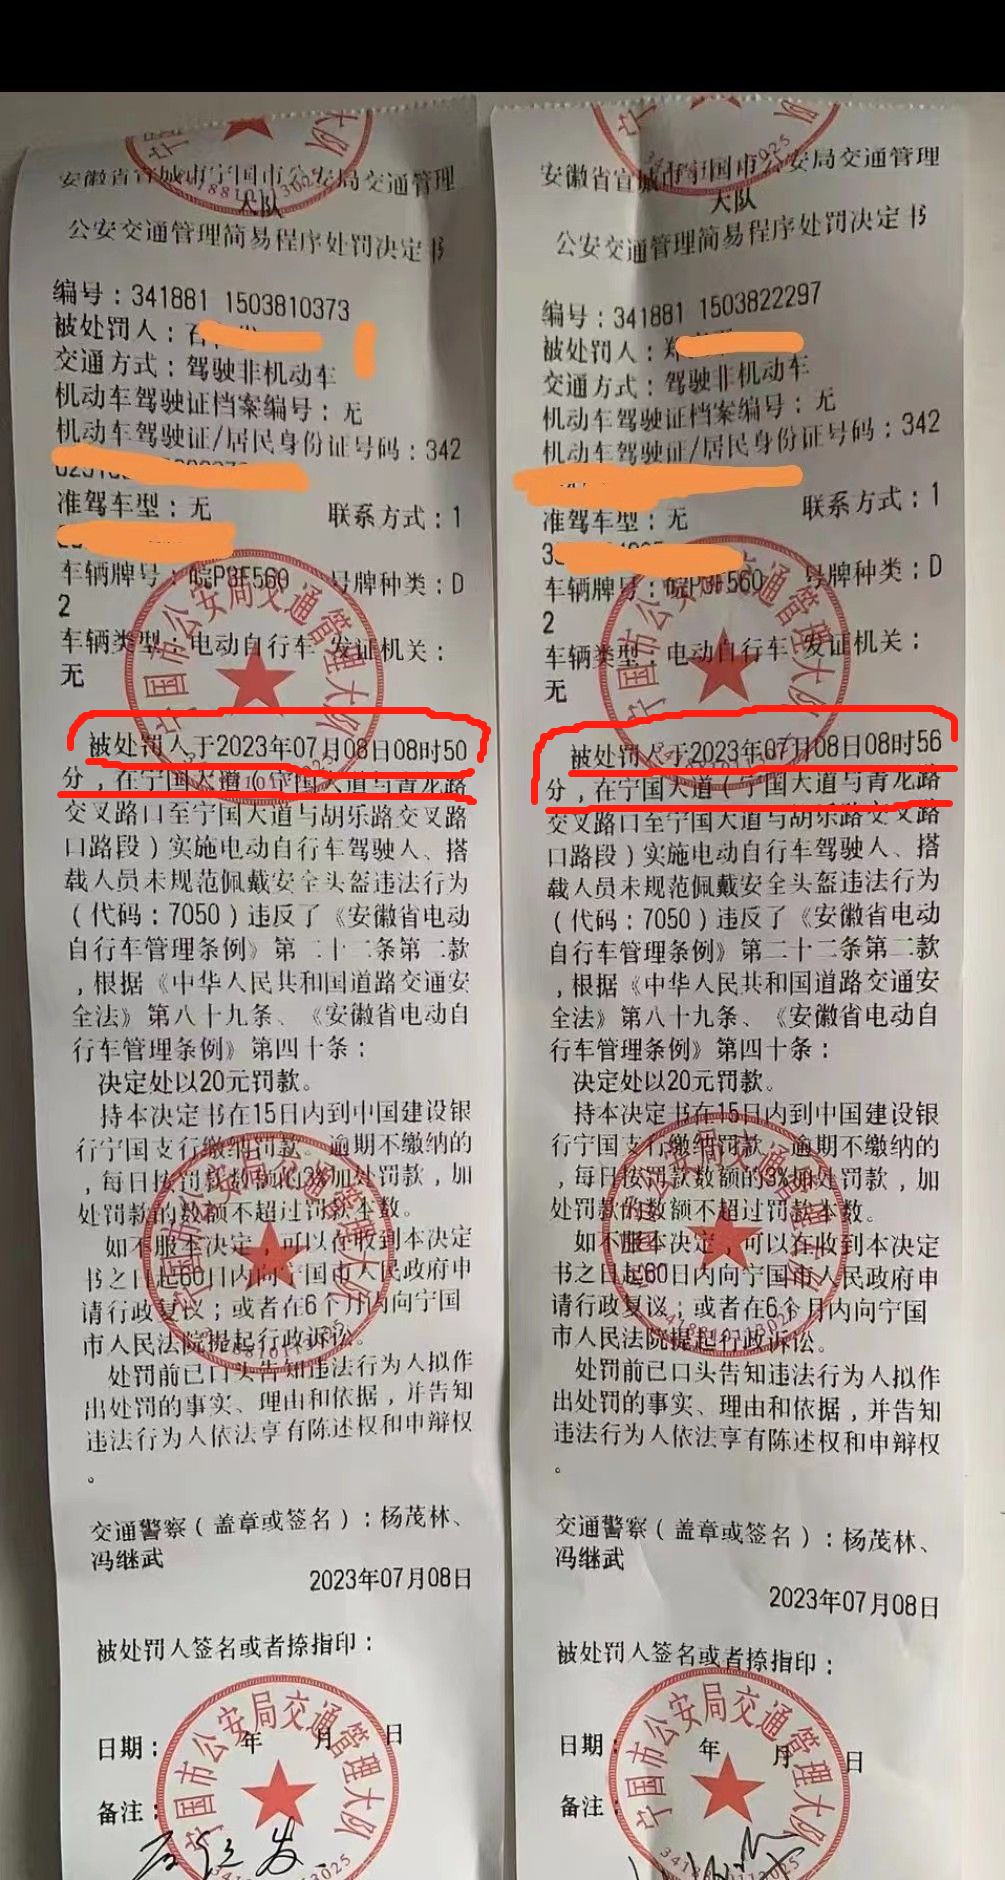 安徽省宣城市宁国市公安局交通管理
大队
公安交通管理简易程序处罚决定书
编号：341881 1503810373
被处罚人：石
交通方式：驾驶非机动车
机动车驾驶证档案编号：无
机动车驾驶证/居民身份证号码：342
准驾车型：无 联系方式：1
车辆牌号：皖P3F560 号牌种类：D
2
车辆类型：电动自行车 发证机关：
无
被处罚人于2023年07月08日08时50
分，在宁国大道（宁国大道与青龙路
交叉路口至宁国大道与胡乐路交叉路
口路段）实施电动自行车驾驶人、搭
载人员未规范佩戴安全头盔违法行为
（代码：7050）违反了《安徽省电动
自行车管理条例》第二十二条第二款
，根据《中华人民共和国道路交通安
全法》第八十九条、《安徽省电动自
行车管理条例》第四十条：
决定处以20元罚款。
持本决定书在15日内到中国建设银
行宁国支行缴纳罚款。逾期不缴纳的
，每日按罚款数额的3%加处罚款，加
处罚款的数额不超过罚款本数。
如不服本决定，可以在收到本决定
书之日起60日内向宁国市人民政府申
请行政复议；或者在6个月内向宁国
市人民法院提起行政诉讼。
处罚前已口头告知违法行为人拟作
出处罚的事实、理由和依据，并告知
违法行为人依法享有陈述权和申辩权
。
交通警察（盖章或签名）：杨茂林、
冯继武
2023年07月08日
被处罚人签名或者捺指印：
日期： 年 月 日
备注：
宁国市公安局交通管理大队
安徽省宣城市宁国市公安局交通管理
大队
公安交通管理简易程序处罚决定书
编号：341881 1503822297
被处罚人：郑
交通方式：驾驶非机动车
机动车驾驶证档案编号：无
机动车驾驶证/居民身份证号码：342
准驾车型：无 联系方式：1
3
车辆牌号：皖P3F560 号牌种类：D
2
车辆类型：电动自行车 发证机关：
无
被处罚人于2023年07月08日08时56
分，在宁国大道（宁国大道与青龙路
交叉路口至宁国大道与胡乐路交叉路
口路段）实施电动自行车驾驶人、搭
载人员未规范佩戴安全头盔违法行为
（代码：7050）违反了《安徽省电动
自行车管理条例》第二十二条第二款
，根据《中华人民共和国道路交通安
全法》第八十九条、《安徽省电动自
行车管理条例》第四十条：
决定处以20元罚款。
持本决定书在15日内到中国建设银
行宁国支行缴纳罚款。逾期不缴纳的
，每日按罚款数额的3%加处罚款，加
处罚款的数额不超过罚款本数。
如不服本决定，可以在收到本决定
书之日起60日内向宁国市人民政府申
请行政复议；或者在6个月内向宁国
市人民法院提起行政诉讼。
处罚前已口头告知违法行为人拟作
出处罚的事实、理由和依据，并告知
违法行为人依法享有陈述权和申辩权
。
交通警察（盖章或签名）：杨茂林、
冯继武
2023年07月08日
被处罚人签名或者捺指印：
日期： 年 月 日
备注：
宁国市公安局交通管理大队